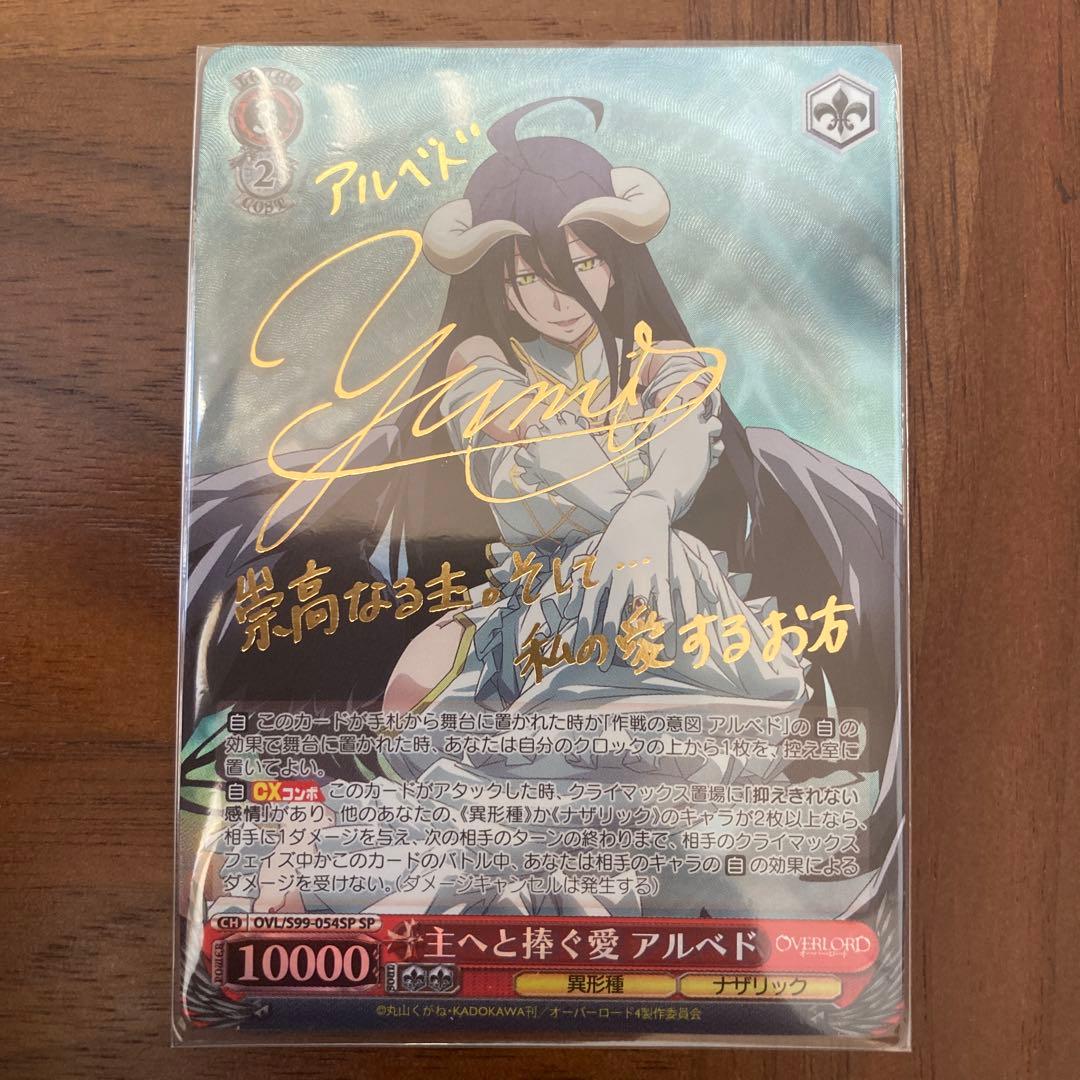 LEVEL
3
2
COST
アルベド
yumi
崇高なる主。そして…
私の愛するお方
自 このカードが手札から舞台に置かれた時か「作戦の意図 アルベド」の 自 の
効果で舞台に置かれた時、あなたは自分のクロックの上から1枚を、控え室に
置いてよい。
自 CXコンボ このカードがアタックした時、クライマックス置場に「抑えきれない
感情」があり、他のあなたの、《異形種》か《ナザリック》のキャラが2枚以上なら、
相手に1ダメージを与え、次の相手のターンの終わりまで、相手のクライマックス
フェイズ中かこのカードのバトル中、あなたは相手のキャラの 自 の効果による
ダメージを受けない。(ダメージキャンセルは発生する)
CH OVL/S99-054SP SP
POWER 10000 SOUL
主へと捧ぐ愛 アルベド
OVERLORD
異形種 ナザリック
©丸山くがね・KADOKAWA刊/オーバーロード4製作委員会